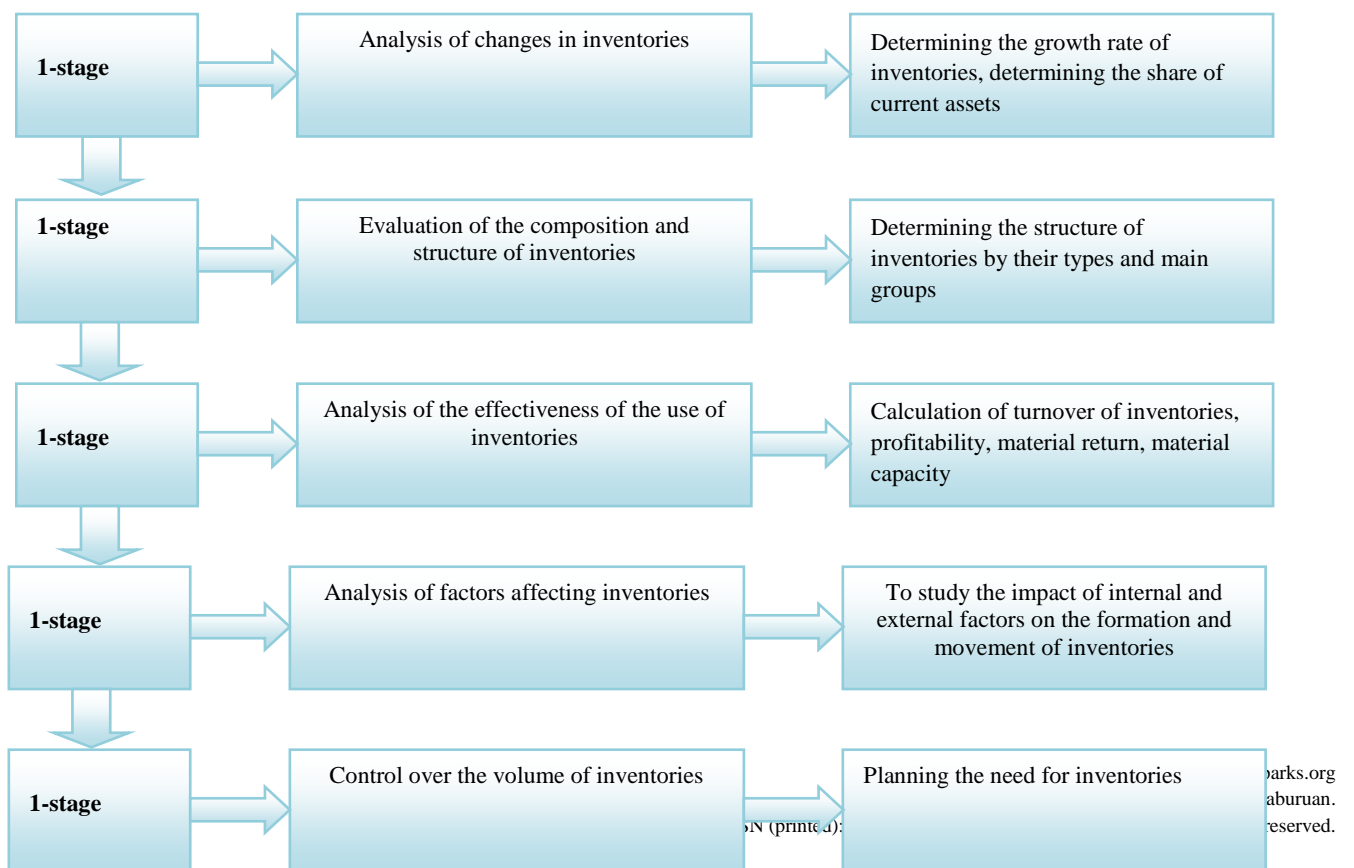 1-stage
Analysis of changes in inventories
Determining the growth rate of
inventories, determining the share of
current assets
1-stage
Evaluation of the composition and
structure of inventories
Determining the structure of
inventories by their types and main
groups
1-stage
Analysis of the effectiveness of the use of
inventories
Calculation of turnover of inventories,
profitability, material return, material
capacity
1-stage
Analysis of factors affecting inventories
To study the impact of internal and
external factors on the formation and
movement of inventories
1-stage
Control over the volume of inventories
Planning the need for inventories
arks.org
aburuan.
(printed):
reserved.